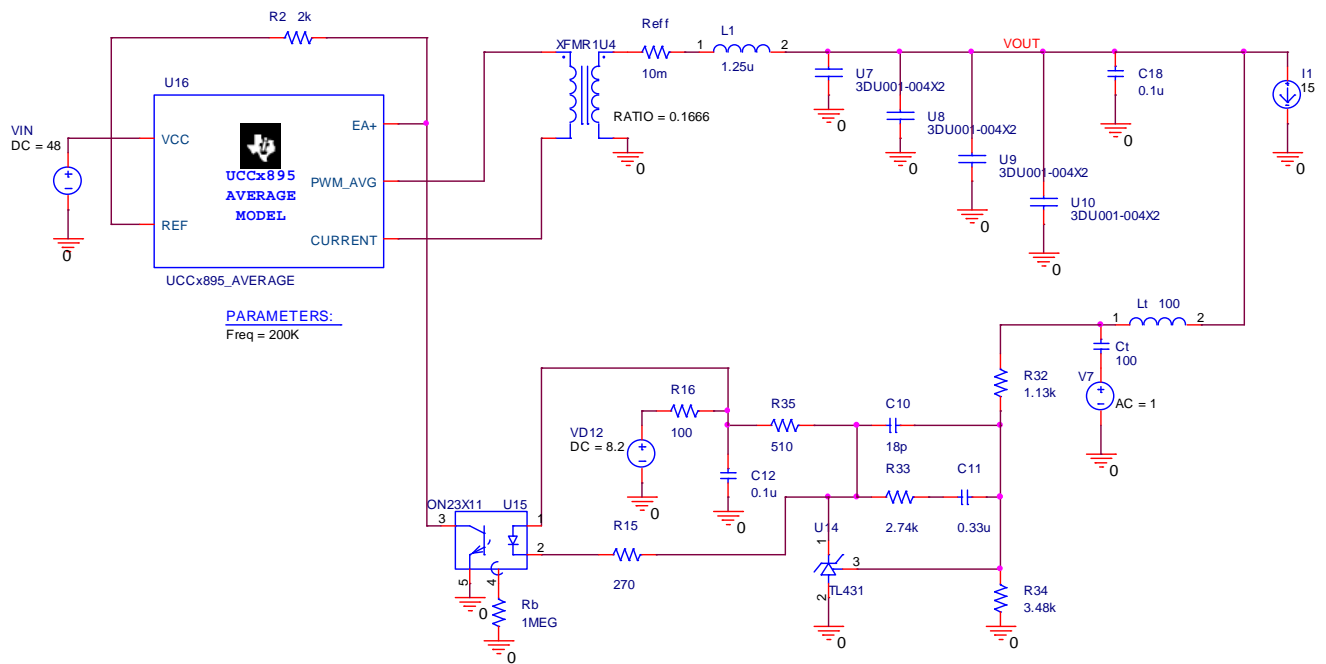 R2 2k
U16
VIN
DC = 48
VCC
REF
EA+
PWM_AVG
CURRENT
UCCx895
AVERAGE
MODEL
UCCx895_AVERAGE
0
PARAMETERS:
Freq = 200K
XFMR1U4
RATIO = 0.1666
0
Reff
10m
L1
1 2
1.25u
VOUT
U7
3DU001-004X2
0
U8
3DU001-004X2
0
U9
3DU001-004X2
0
U10
3DU001-004X2
0
C18
0.1u
0
I1
15
0
Lt 100
1 2
Ct
100
V7
AC = 1
0
R32
1.13k
R16
100
VD12
DC = 8.2
0
R35
510
C10
18p
C12
0.1u
0
R33
2.74k
C11
0.33u
ON23X11
U15
3
1
2
5
4
0
Rb
1MEG
0
R15
270
U14
1
3
2
TL431
0
R34
3.48k
0